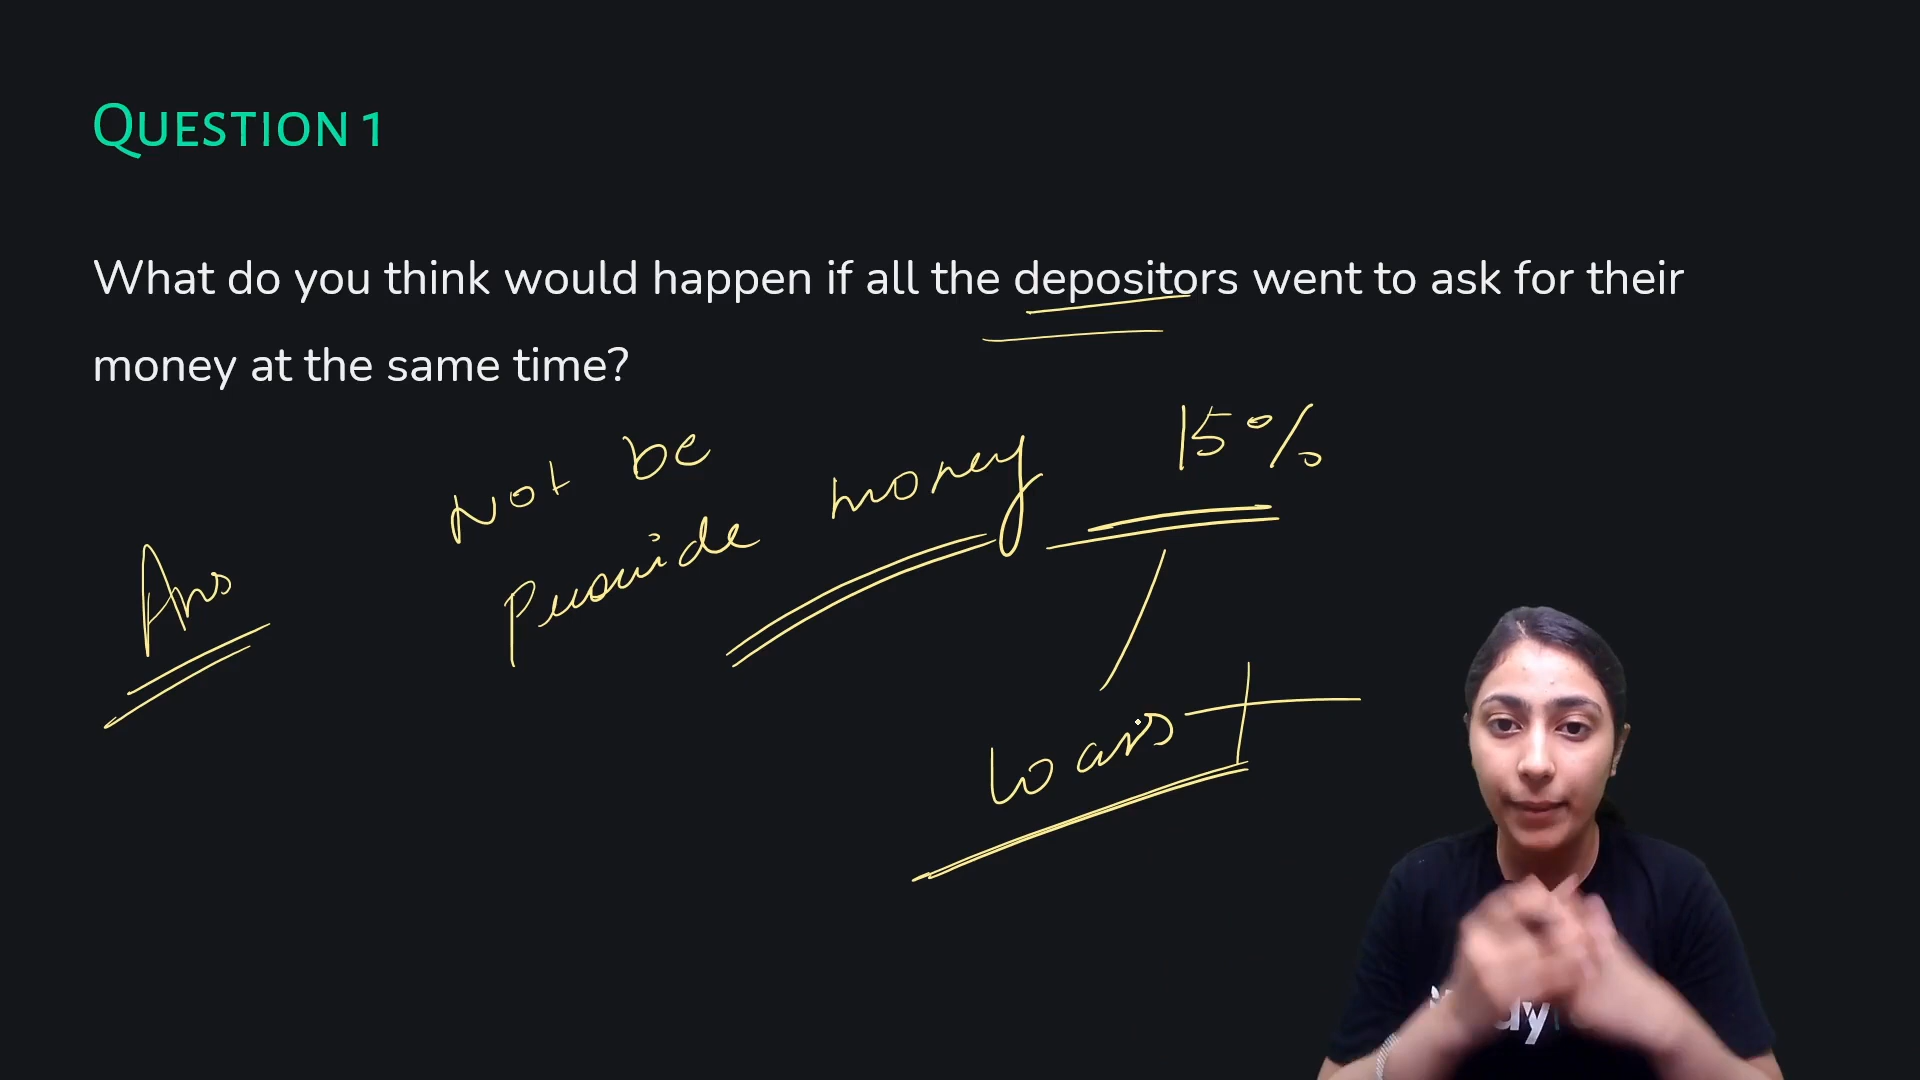 QUESTION 1
What do you think would happen if all the depositors went to ask for their
money at the same time?
Not be
provide money
15%
Ans
loans